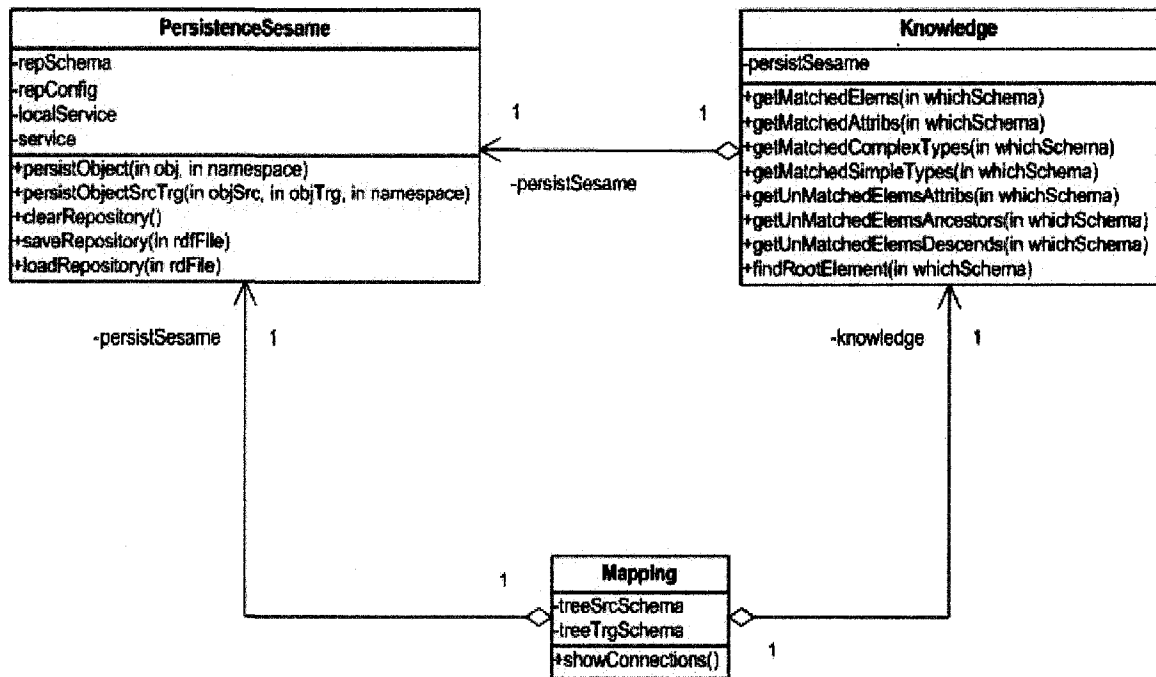 PersistenceSesame
-repSchema
-repConfig
-localService
-service
+persistObject(in obj, in namespace)
+persistObjectSrcTrg(in objSrc, in objTrg, in namespace)
+clearRepository()
+saveRepository(in rdfFile)
+loadRepository(in rdFile)
Knowledge
-persistSesame
+getMatchedElems(in whichSchema)
+getMatchedAttribs(in whichSchema)
+getMatchedComplexTypes(in whichSchema)
+getMatchedSimpleTypes(in whichSchema)
+getUnMatchedElemsAttribs(in whichSchema)
+getUnMatchedElemsAncestors(in whichSchema)
+getUnMatchedElemsDescends(in whichSchema)
+findRootElement(in whichSchema)
1
1
-persistSesame
-persistSesame
1
-knowledge
1
1
Mapping
-treeSrcSchema
-treeTrgSchema
+showConnections()
1